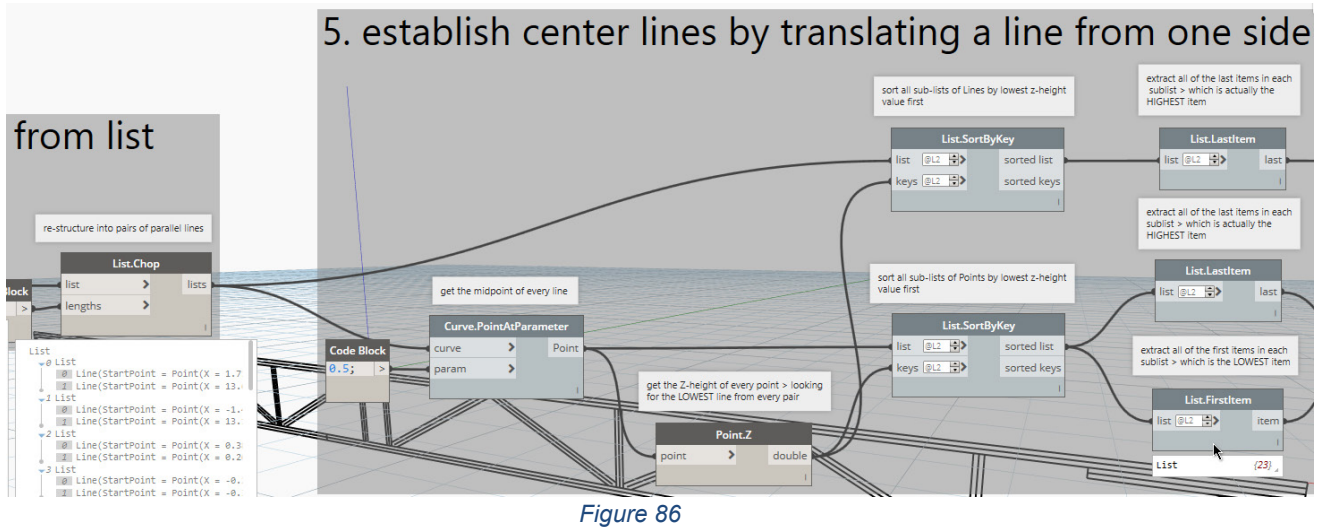 5. establish center lines by translating a line from one side
from list
sort all sub-lists of Lines by lowest z-height
value first
extract all of the last items in each
sublist > which is actually the
HIGHEST item
List.SortByKey
list @L2 > sorted list
keys @L2 > sorted keys
List.LastItem
list @L2 > last
re-structure into pairs of parallel lines
List.Chop
list > lists
lengths >
Block
>
extract all of the last items in each
sublist > which is actually the
HIGHEST item
List.LastItem
list @L2 > last
get the midpoint of every line
Curve.PointAtParameter
curve > Point
param >
Code Block
0.5; >
sort all sub-lists of Points by lowest z-height
value first
List.SortByKey
list @L2 > sorted list
keys @L2 > sorted keys
extract all of the first items in each
sublist > which is the LOWEST item
List.FirstItem
list @L2 > item
List {23}
get the Z-height of every point > looking
for the LOWEST line from every pair
Point.Z
point > double
List
0 List
0 Line(StartPoint = Point(X = 1.7
1 Line(StartPoint = Point(X = 13.
1 List
0 Line(StartPoint = Point(X = -1.
1 Line(StartPoint = Point(X = 13.
2 List
0 Line(StartPoint = Point(X = 0.3
1 Line(StartPoint = Point(X = 0.2
3 List
0 Line(StartPoint = Point(X = -0.
1 Line(StartPoint = Point(X = -0.
Figure 86